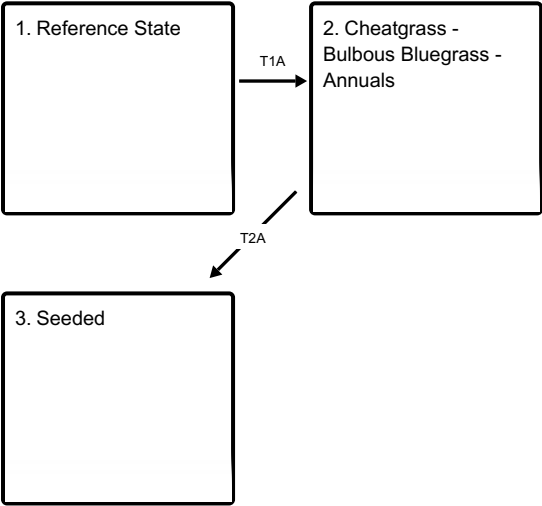 1. Reference State
T1A
2. Cheatgrass -
Bulbous Bluegrass -
Annuals
T2A
3. Seeded